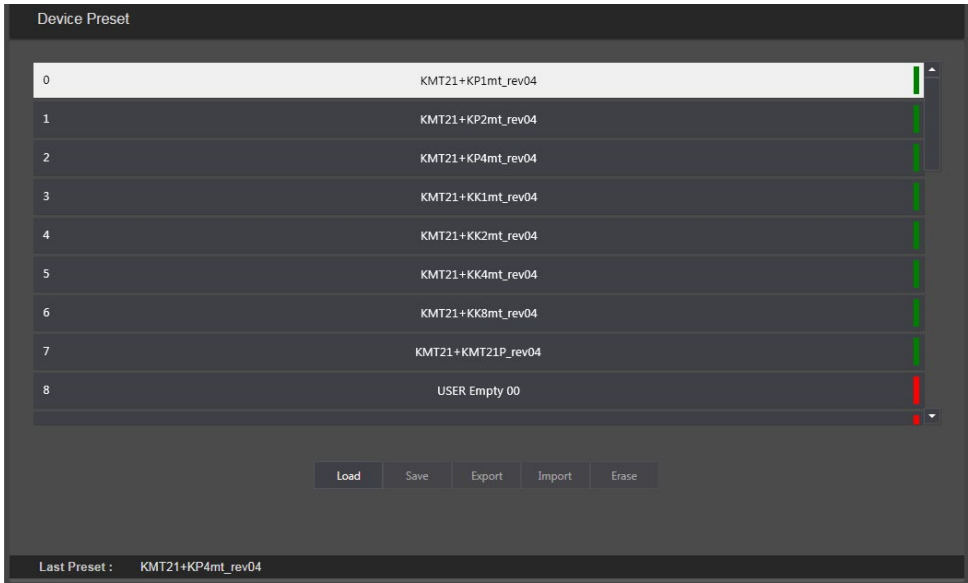 Device Preset
0 KMT21+KP1mt_rev04
1 KMT21+KP2mt_rev04
2 KMT21+KP4mt_rev04
3 KMT21+KK1mt_rev04
4 KMT21+KK2mt_rev04
5 KMT21+KK4mt_rev04
6 KMT21+KK8mt_rev04
7 KMT21+KMT21P_rev04
8 USER Empty 00
Load Save Export Import Erase
Last Preset : KMT21+KP4mt_rev04